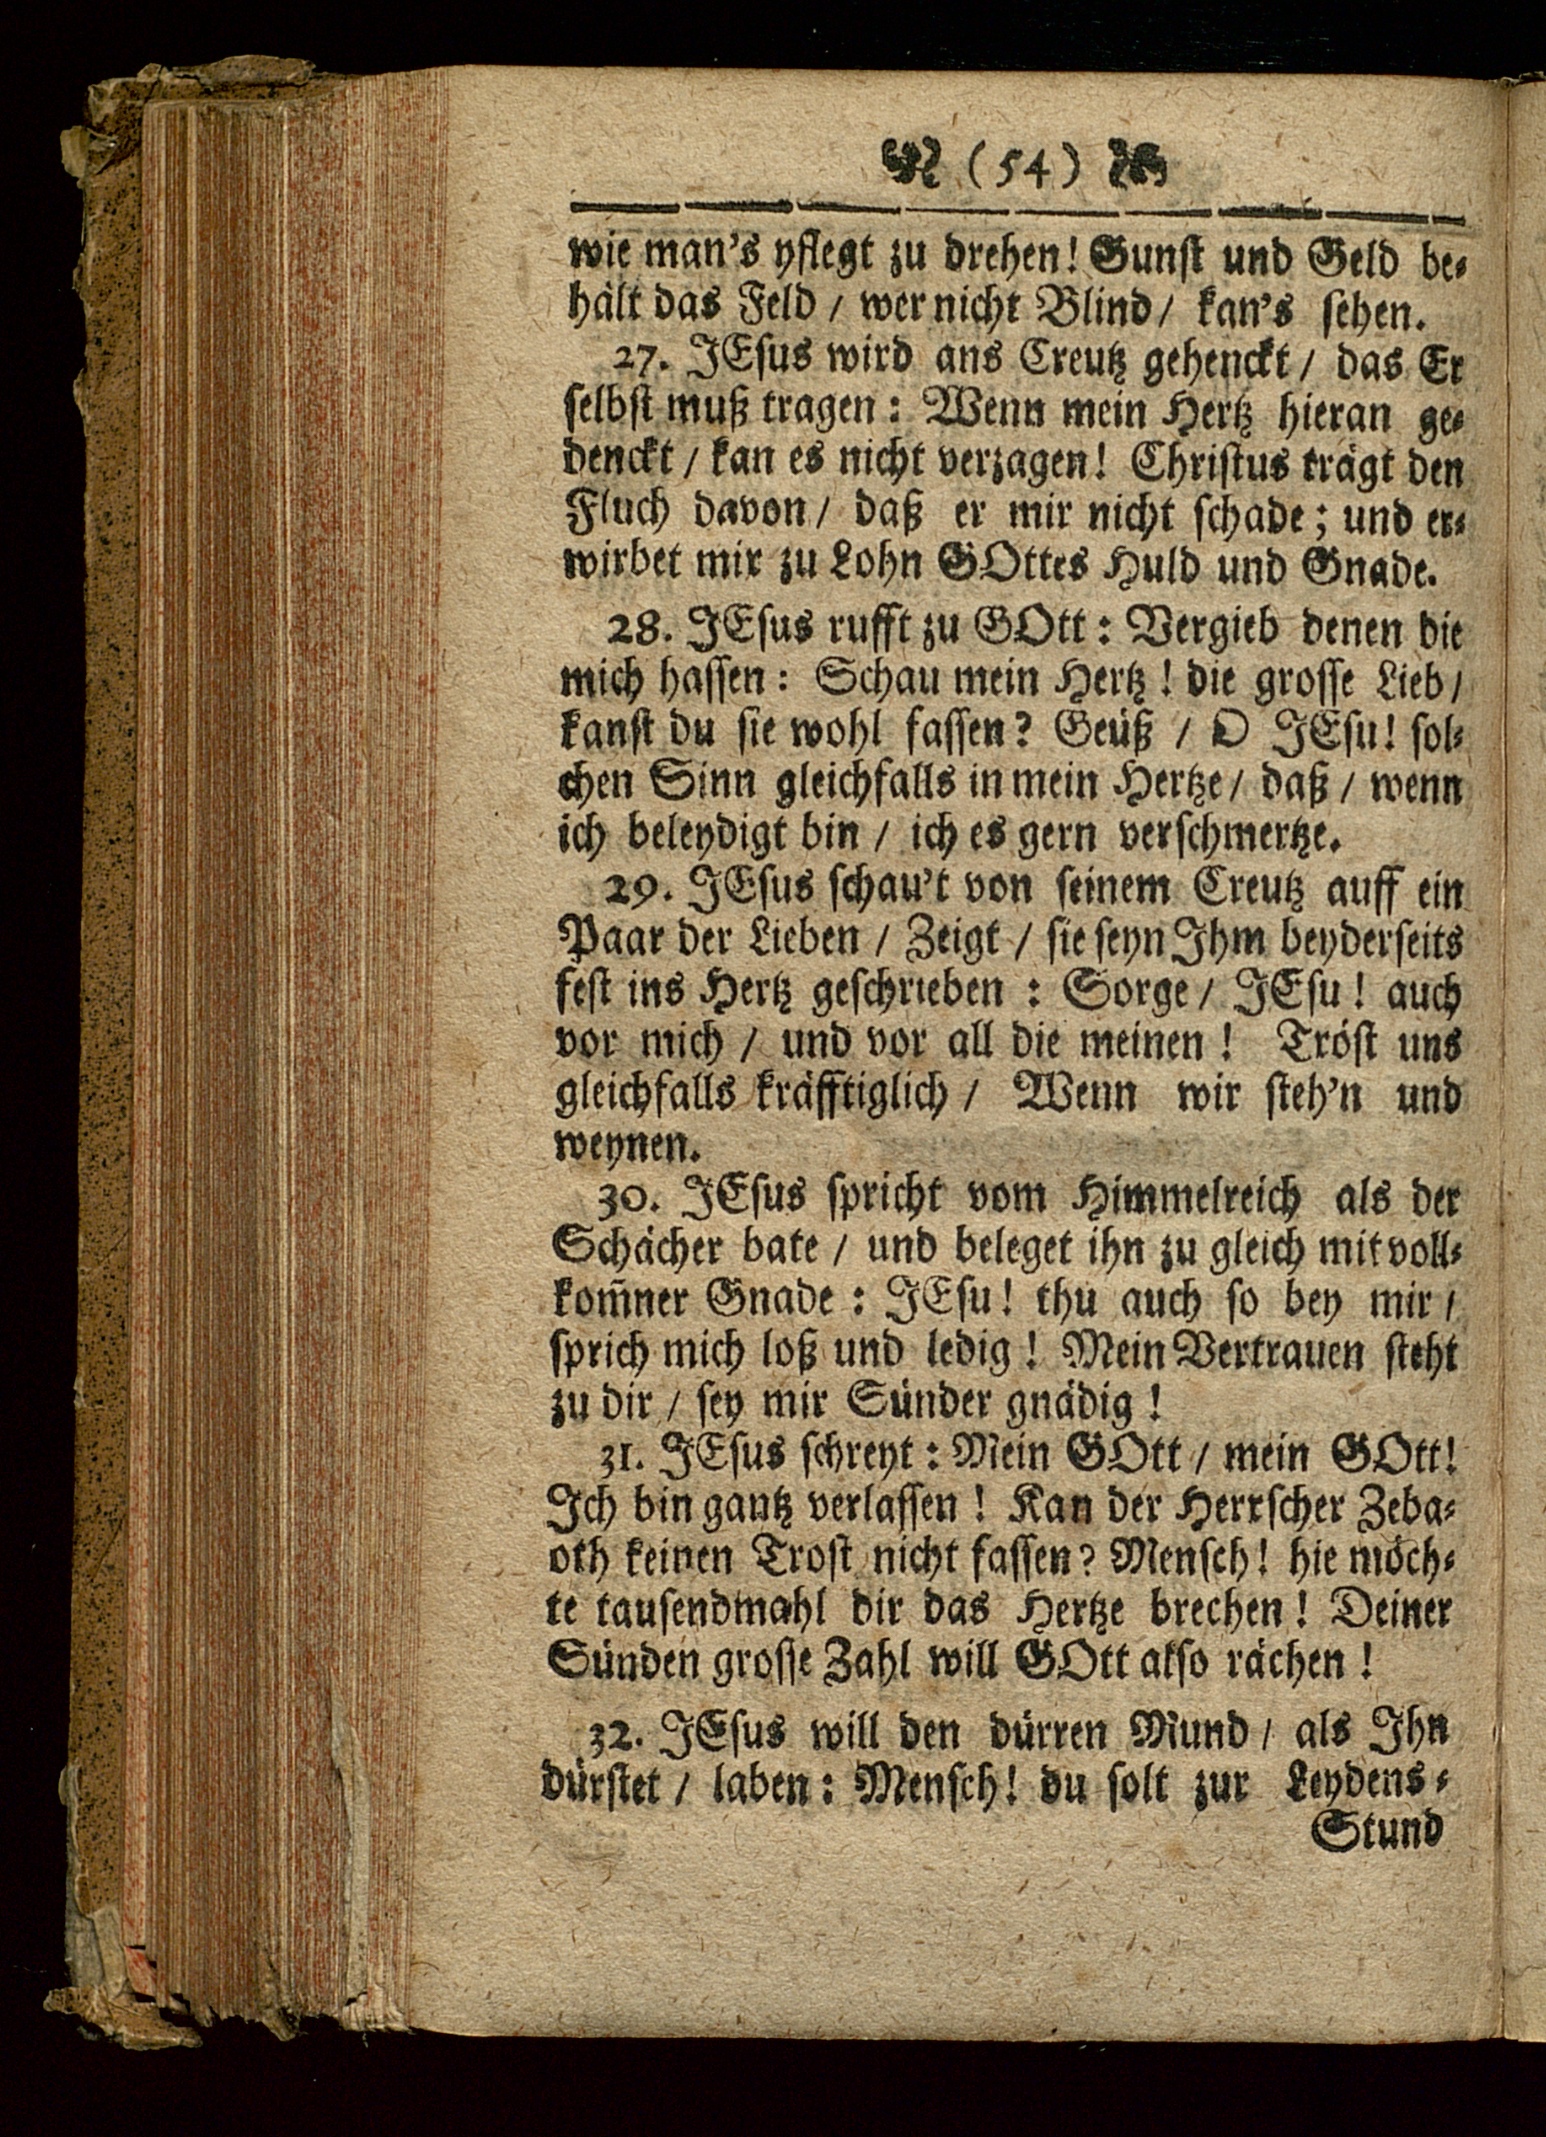 (54)
wie man's yflegt zu drehen! Gunst und Geld be-
hält das Feld / wer nicht Blind / kan's sehen.
27. JEsus wird ans Creutz gehenckt / das Er
selbst muß tragen: Wenn mein Hertz hieran ge-
denckt / kan es nicht verzagen! Christus trägt den
Fluch davon / daß er mir nicht schade; und er-
wirbet mir zu Lohn GOttes Huld und Gnade.
28. JEsus rufft zu GOtt: Vergieb denen die
mich hassen: Schau mein Hertz! die grosse Lieb /
kanst du sie wohl fassen? Geüß / O JEsu! sol-
chen Sinn gleichfalls in mein Hertze / daß / wenn
ich beleydigt bin / ich es gern verschmertze.
29. JEsus schau't von seinem Creutz auff ein
Paar der Lieben / Zeigt / sie seyn Ihm beyderseits
fest ins Hertz geschrieben: Sorge / JEsu! auch
vor mich / und vor all die meinen! Tröst uns
gleichfalls kräfftiglich / Wenn wir steh'n und
weynen.
30. JEsus spricht vom Himmelreich als der
Schächer bate / und beleget ihn zu gleich mit voll-
kom̃ner Gnade: JEsu! thu auch so bey mir /
sprich mich loß und ledig! Mein Vertrauen steht
zu dir / sey mir Sünder gnädig!
31. JEsus schreyt: Mein GOtt / mein GOtt!
Ich bin gantz verlassen! Kan der Herrscher Zeba-
oth keinen Trost nicht fassen? Mensch! hie möch-
te tausendmahl dir das Hertze brechen! Deiner
Sünden grosse Zahl will GOtt akso rächen!
32. JEsus will den dürren Mund / als Ihn
dürstet / laben: Mensch! du solt zur Leydens-
Stund